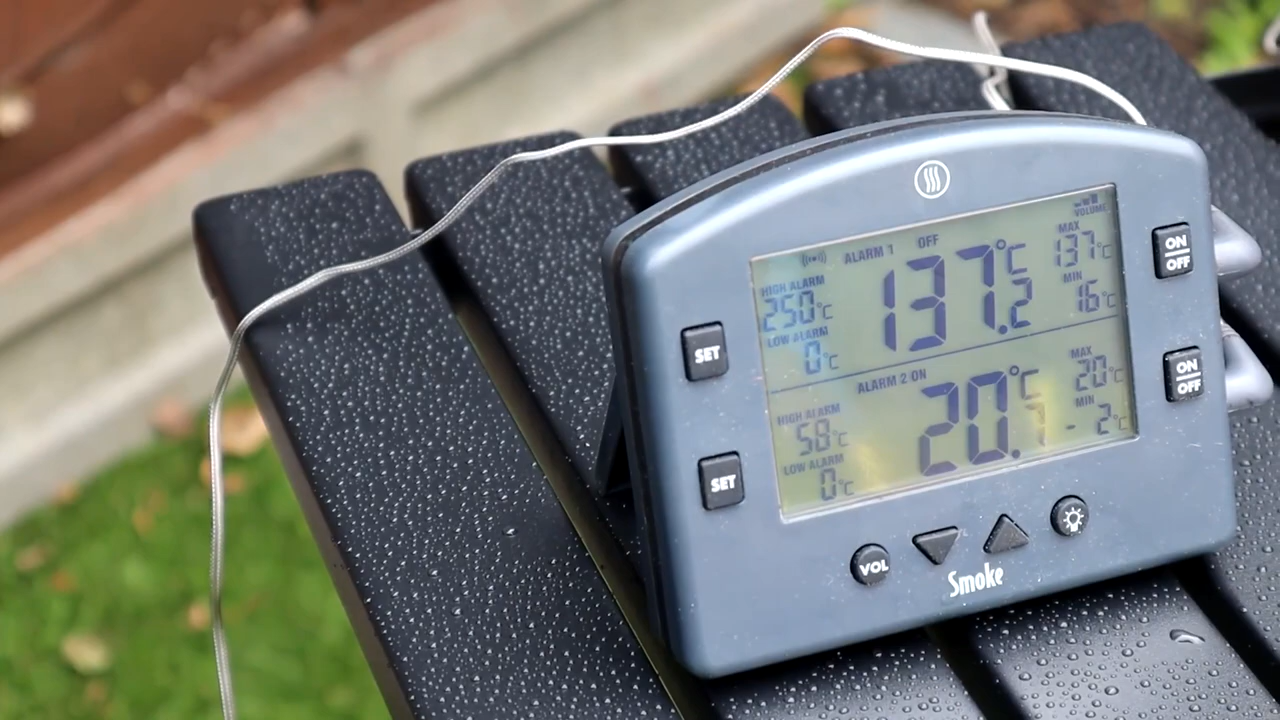 VOLUME
ALARM 1 OFF
HIGH ALARM
250°C
LOW ALARM
0°C
137.2°C
MAX
137°C
MIN
16°C
ALARM 2 ON
HIGH ALARM
58°C
LOW ALARM
0°C
20.7°C
MAX
20°C
MIN
-2°C
SET
SET
ON
OFF
ON
OFF
VOL
Smoke